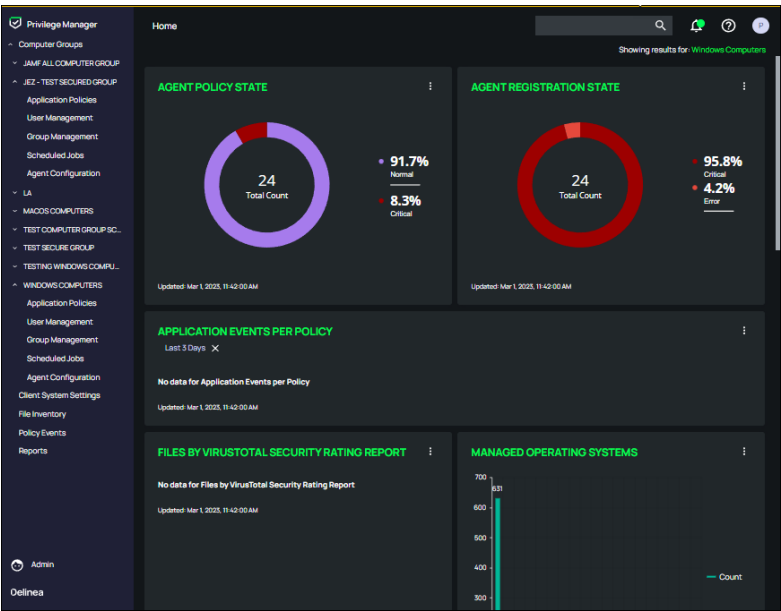 Privilege Manager
Computer Groups
JAMF ALL COMPUTER GROUP
JEZ - TEST SECURED GROUP
Application Policies
User Management
Group Management
Scheduled Jobs
Agent Configuration
LA
MACOS COMPUTERS
TEST COMPUTER GROUP SC...
TEST SECURE GROUP
TESTING WINDOWS COMPU...
WINDOWS COMPUTERS
Application Policies
User Management
Group Management
Scheduled Jobs
Agent Configuration
Client System Settings
File Inventory
Policy Events
Reports
Admin
Delinea
Home
P
Showing results for: Windows Computers
AGENT POLICY STATE
24
Total Count
91.7%
Normal
8.3%
Critical
Updated: Mar 1, 2023, 11:42:00 AM
AGENT REGISTRATION STATE
24
Total Count
95.8%
Critical
4.2%
Error
Updated: Mar 1, 2023, 11:42:00 AM
APPLICATION EVENTS PER POLICY
Last 3 Days
No data for Application Events per Policy
Updated: Mar 1, 2023, 11:42:00 AM
FILES BY VIRUSTOTAL SECURITY RATING REPORT
No data for Files by VirusTotal Security Rating Report
Updated: Mar 1, 2023, 11:42:00 AM
MANAGED OPERATING SYSTEMS
700
631
600
500
400
300
Count